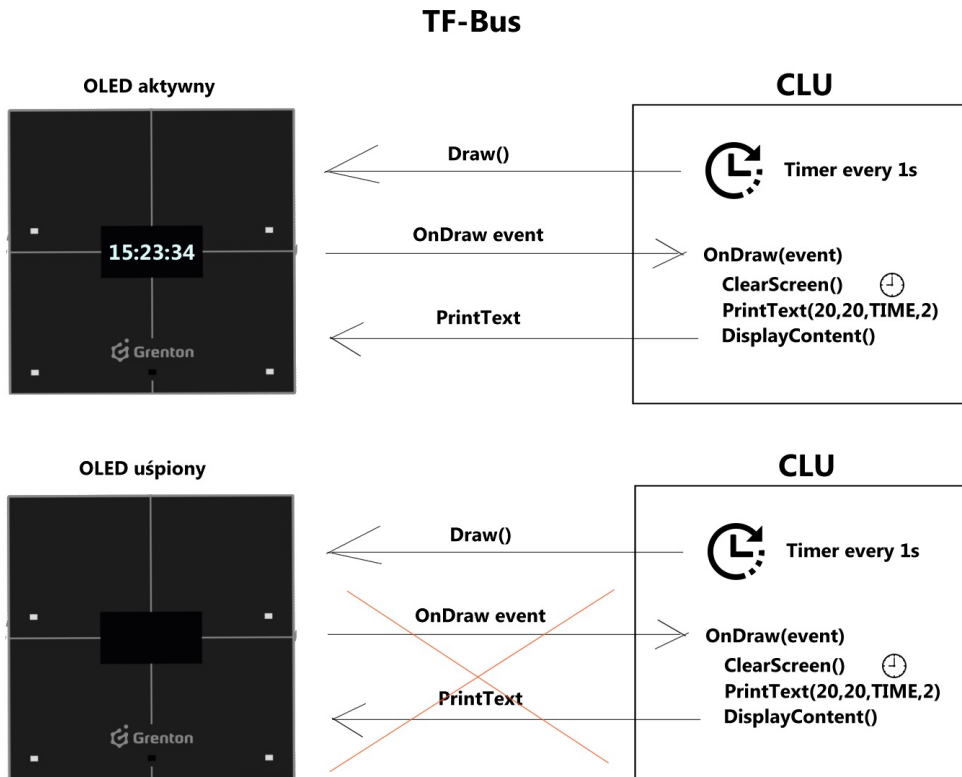 TF-Bus
OLED aktywny
CLU
Draw()
Timer every 1s
15:23:34
OnDraw event
OnDraw(event)
ClearScreen()
PrintText(20,20,TIME,2)
DisplayContent()
PrintText
Grenton
OLED uśpiony
CLU
Draw()
Timer every 1s
OnDraw event
OnDraw(event)
ClearScreen()
PrintText(20,20,TIME,2)
DisplayContent()
PrintText
Grenton